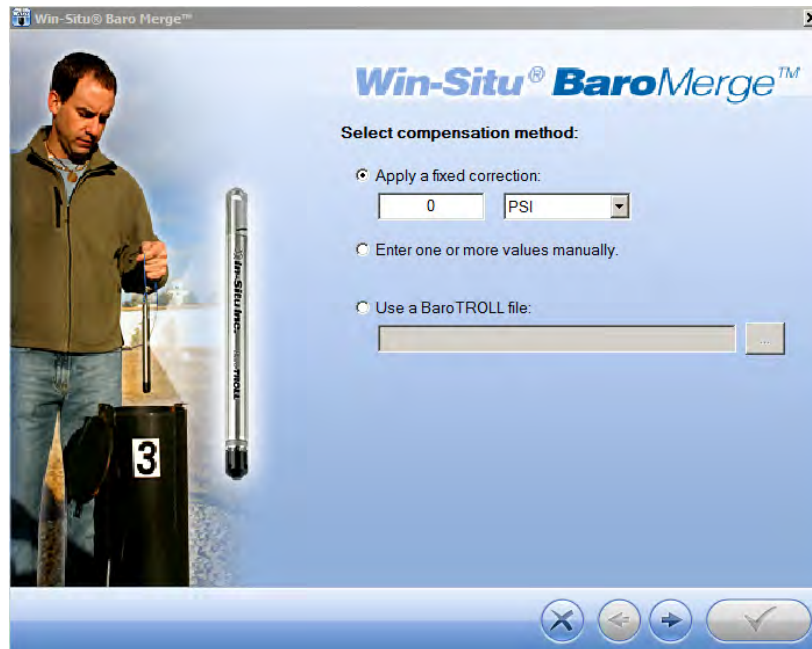 Win-Situ® Baro Merge™
Win-Situ® BaroMerge™
Select compensation method:
Apply a fixed correction:
0 PSI
Enter one or more values manually.
Use a BaroTROLL file:
...
In-Situ Inc.
BaroTROLL
3